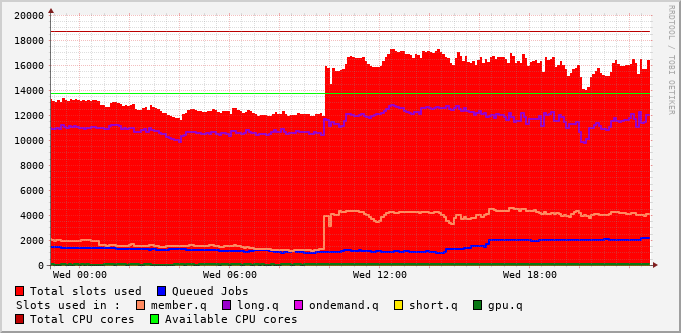 RRDTOOL / TOBI OETIKER
20000
18000
16000
14000
12000
10000
8000
6000
4000
2000
0
Wed 00:00 Wed 06:00 Wed 12:00 Wed 18:00
Total slots used Queued Jobs
Slots used in : member.q long.q ondemand.q short.q gpu.q
Total CPU cores Available CPU cores